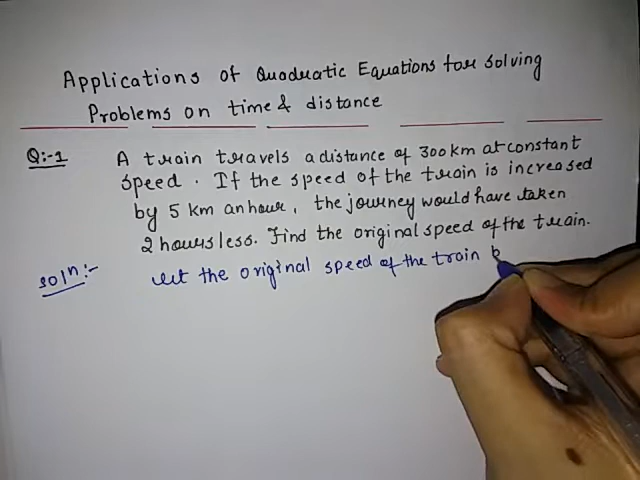 Applications of Quadratic Equations for solving
Problems on time & distance
Q:-1 A train travels a distance of 300 km at constant
speed. If the speed of the train is increased
by 5 km an hour, the journey would have taken
2 hours less. Find the original speed of the train.
solⁿ:- Let the original speed of the train b